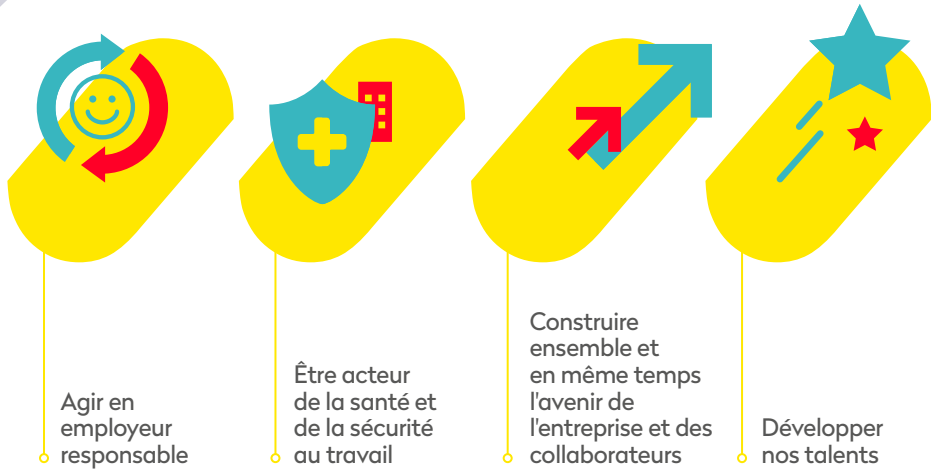 Agir en
employeur
responsable
Être acteur
de la santé et
de la sécurité
au travail
Construire
ensemble et
en même temps
l'avenir de
l'entreprise et des
collaborateurs
Développer
nos talents